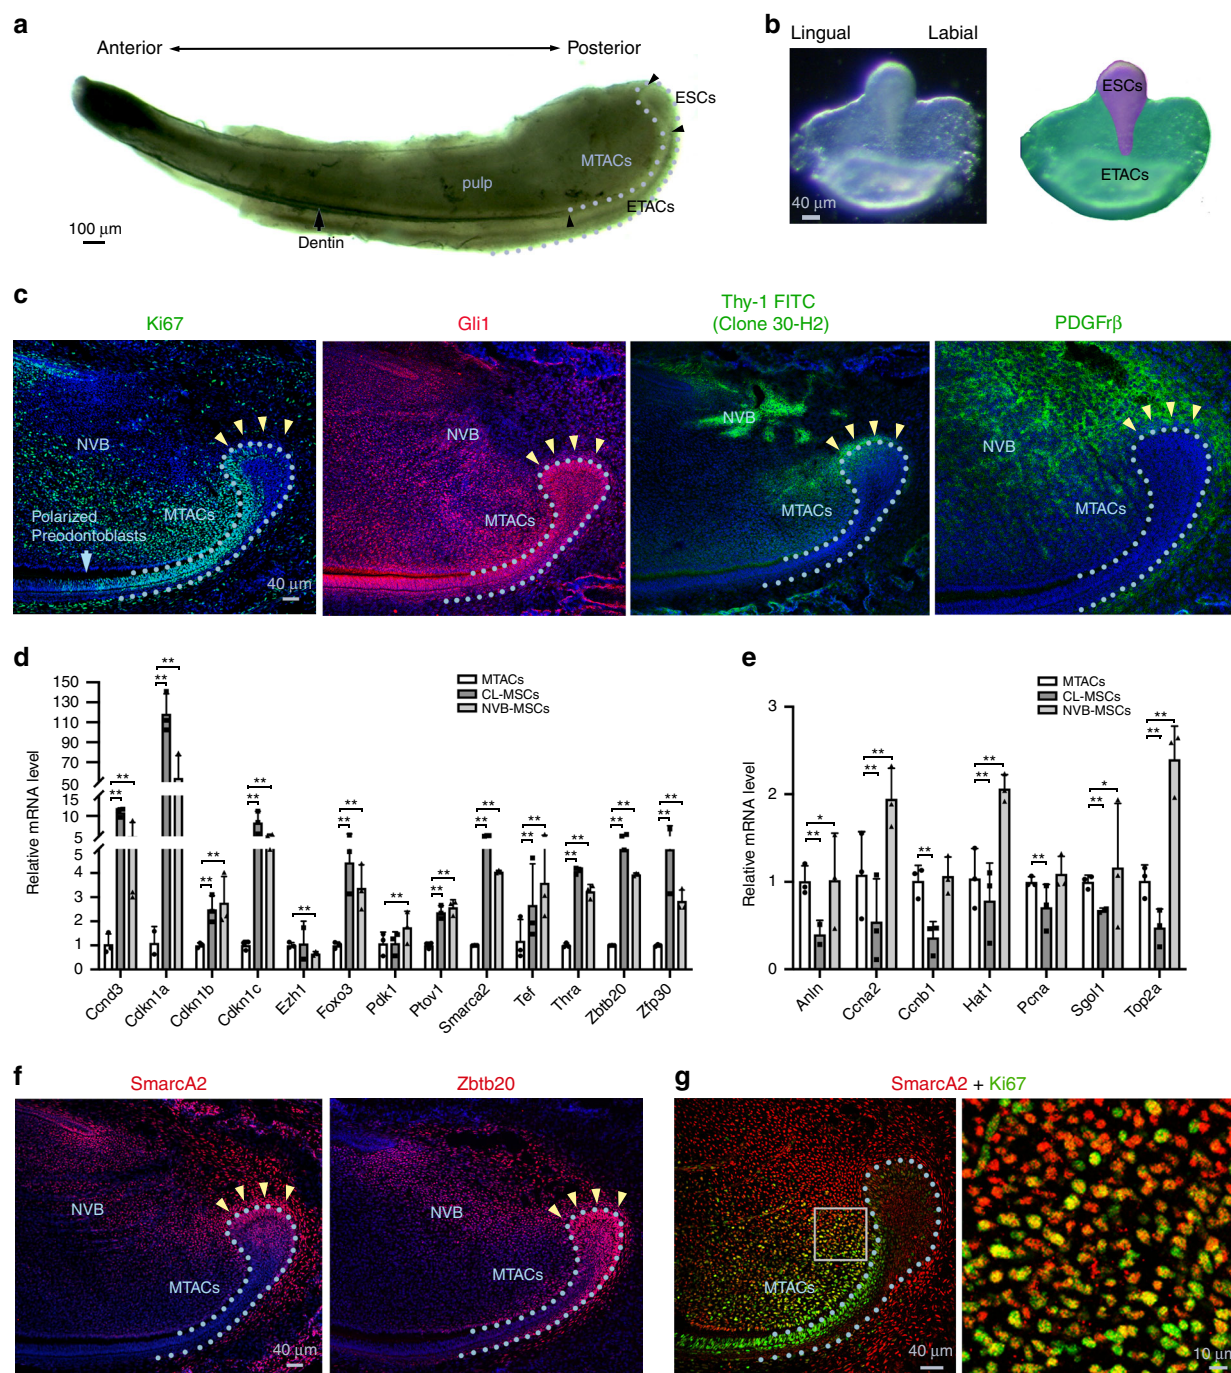 a
Anterior
Posterior
ESCs
MTACs
pulp
ETACs
100 μm
Dentin
b
Lingual
Labial
ESCs
ETACs
40 μm
c
Ki67
Gli1
Thy-1 FITC
(Clone 30-H2)
PDGFrβ
NVB
MTACs
Polarized
Preodontoblasts
40 μm
NVB
MTACs
NVB
MTACs
NVB
MTACs
d
Relative mRNA level
150
130
110
90
70
50
15
10
5
5
4
3
2
1
0
MTACs
CL-MSCs
NVB-MSCs
** ** ** ** ** ** ** ** ** ** ** ** ** ** ** ** ** ** ** ** ** ** ** **
Ccnd3
Cdkn1a
Cdkn1b
Cdkn1c
Ezh1
Foxo3
Pdk1
Ptov1
Smarca2
Tef
Thra
Zbtb20
Zfp30
e
Relative mRNA level
3
2
1
0
MTACs
CL-MSCs
NVB-MSCs
* ** ** ** ** ** ** ** * ** ** **
Anln
Ccna2
Ccnb1
Hat1
Pcna
Sgol1
Top2a
f
SmarcA2
Zbtb20
NVB
MTACs
40 μm
NVB
MTACs
g
SmarcA2 + Ki67
MTACs
40 μm
10 μm